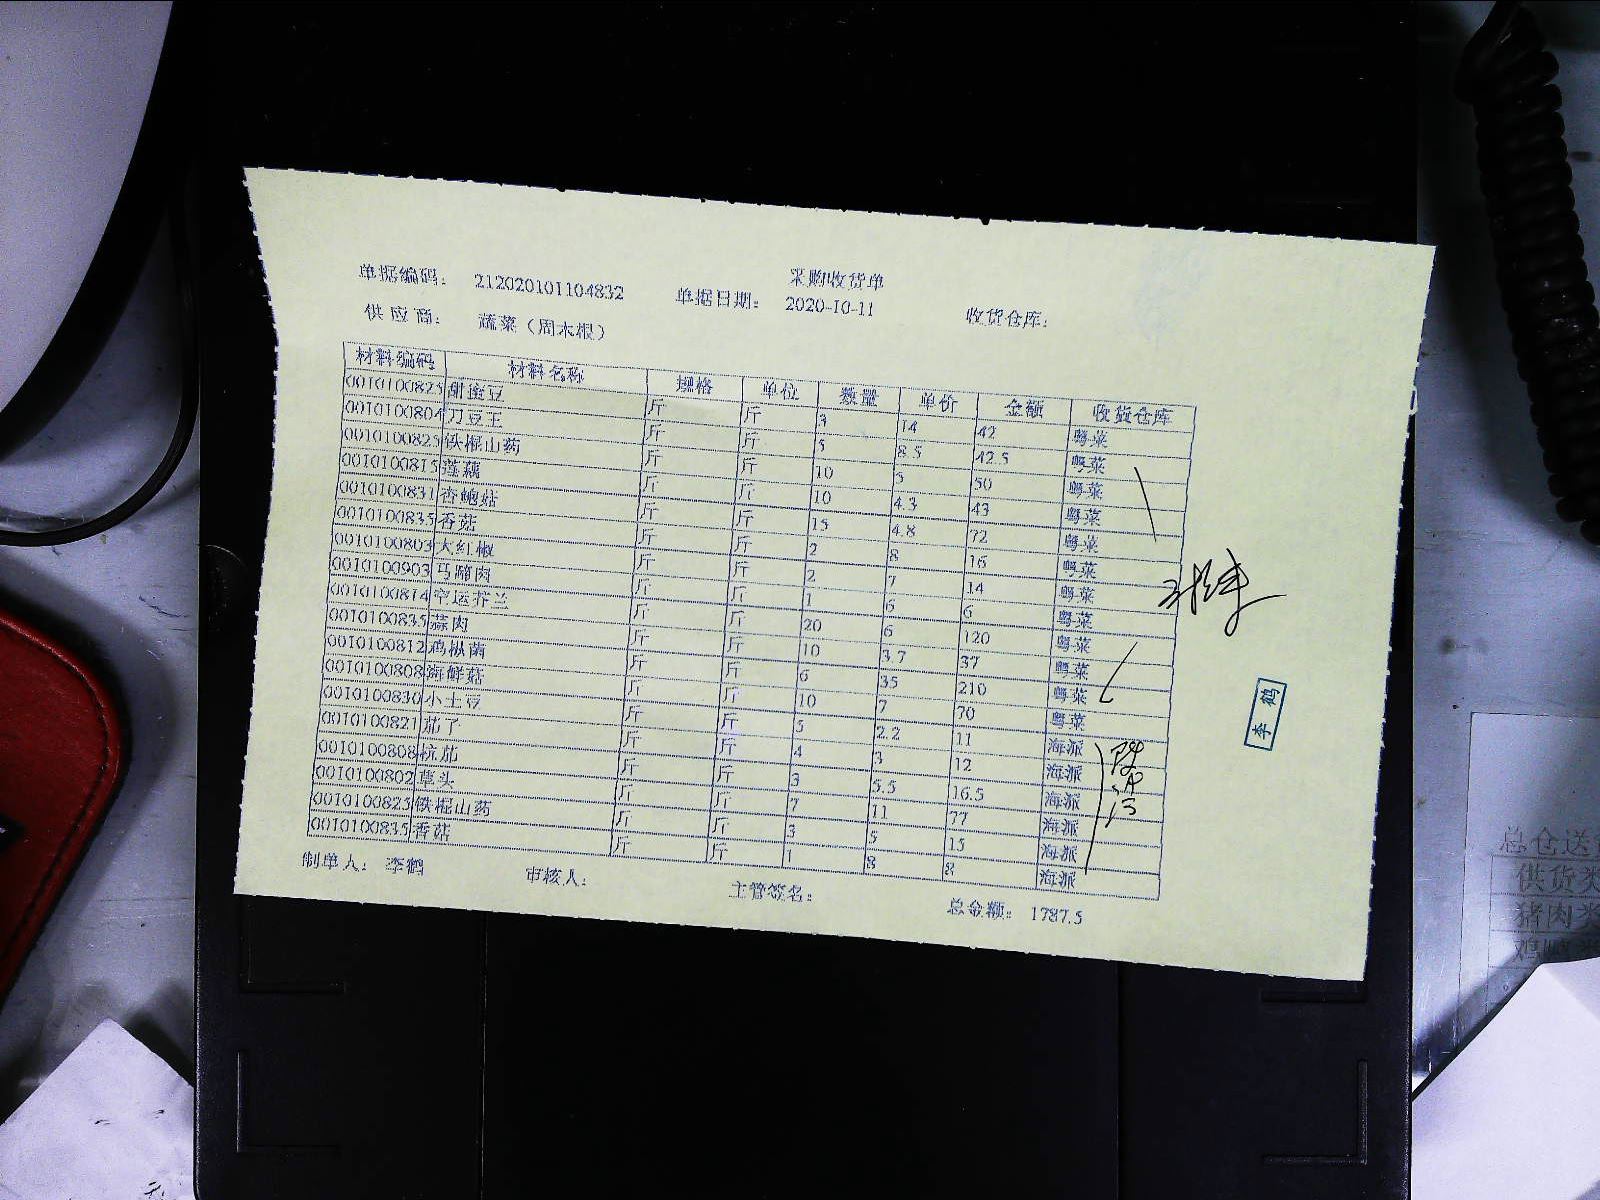 采购收货单
单据编码： 212020101104832 单据日期： 2020-10-11 收货仓库：
供应商： 蔬菜（周木根）
材料编码 材料名称 规格 单位 数量 单价 金额 收货仓库
0010100825 甜蜜豆 斤 斤 3 14 42 粤菜
0010100804 刀豆王 斤 斤 5 8.5 42.5 粤菜
0010100825 铁棍山药 斤 斤 10 5 50 粤菜
0010100815 莲藕 斤 斤 10 4.3 43 粤菜
0010100831 杏鲍菇 斤 斤 15 4.8 72 粤菜
0010100835 香菇 斤 斤 2 8 16 粤菜
0010100803 大红椒 斤 斤 2 7 14 粤菜
0010100903 马蹄肉 斤 斤 1 6 6 粤菜
0010100814 空运芥兰 斤 斤 20 6 120 粤菜
0010100835 蒜肉 斤 斤 10 3.7 37 粤菜
0010100812 鸡枞菌 斤 斤 6 35 210 粤菜
0010100808 海鲜菇 斤 斤 10 7 70 粤菜
0010100830 小土豆 斤 斤 5 2.2 11 海派
0010100821 茄子 斤 斤 4 3 12 海派
0010100808 杭茄 斤 斤 3 5.5 16.5 海派
0010100802 草头 斤 斤 7 11 77 海派
0010100825 铁棍山药 斤 斤 3 5 15 海派
0010100835 香菇 斤 斤 1 8 8 海派
李鹤
制单人： 李鹤 审核人： 主管签名： 总金额： 1787.5
总仓送
供货类
猪肉类